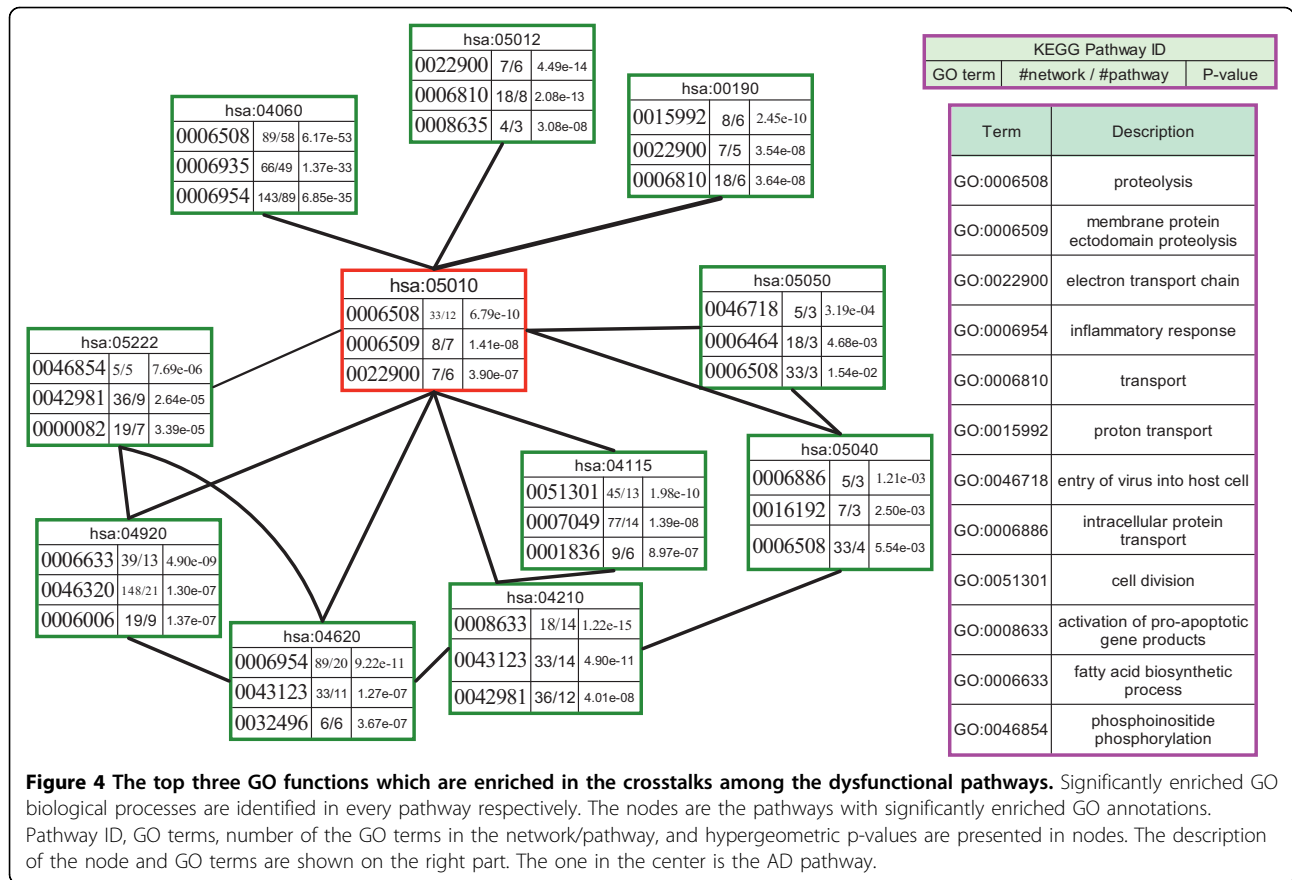 hsa:05012
0022900 7/6 4.49e-14
0006810 18/8 2.08e-13
0008635 4/3 3.08e-08
hsa:04060
0006508 89/58 6.17e-53
0006935 66/49 1.37e-33
0006954 143/89 6.85e-35
hsa:00190
0015992 8/6 2.45e-10
0022900 7/5 3.54e-08
0006810 18/6 3.64e-08
hsa:05010
0006508 33/12 6.79e-10
0006509 8/7 1.41e-08
0022900 7/6 3.90e-07
hsa:05050
0046718 5/3 3.19e-04
0006464 18/3 4.68e-03
0006508 33/3 1.54e-02
hsa:05222
0046854 5/5 7.69e-06
0042981 36/9 2.64e-05
0000082 19/7 3.39e-05
hsa:05040
0006886 5/3 1.21e-03
0016192 7/3 2.50e-03
0006508 33/4 5.54e-03
hsa:04115
0051301 45/13 1.98e-10
0007049 77/14 1.39e-08
0001836 9/6 8.97e-07
hsa:04920
0006633 39/13 4.90e-09
0046320 148/21 1.30e-07
0006006 19/9 1.37e-07
hsa:04210
0008633 18/14 1.22e-15
0043123 33/14 4.90e-11
0042981 36/12 4.01e-08
hsa:04620
0006954 89/20 9.22e-11
0043123 33/11 1.27e-07
0032496 6/6 3.67e-07
KEGG Pathway ID
GO term #network / #pathway P-value
Term Description
GO:0006508 proteolysis
GO:0006509 membrane protein
ectodomain proteolysis
GO:0022900 electron transport chain
GO:0006954 inflammatory response
GO:0006810 transport
GO:0015992 proton transport
GO:0046718 entry of virus into host cell
GO:0006886 intracellular protein
transport
GO:0051301 cell division
GO:0008633 activation of pro-apoptotic
gene products
GO:0006633 fatty acid biosynthetic
process
GO:0046854 phosphoinositide
phosphorylation
Figure 4 The top three GO functions which are enriched in the crosstalks among the dysfunctional pathways. Significantly enriched GO
biological processes are identified in every pathway respectively. The nodes are the pathways with significantly enriched GO annotations.
Pathway ID, GO terms, number of the GO terms in the network/pathway, and hypergeometric p-values are presented in nodes. The description
of the node and GO terms are shown on the right part. The one in the center is the AD pathway.